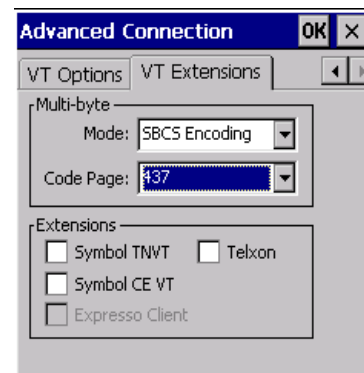 Advanced Connection OK ×
VT Options VT Extensions
Multi-byte
Mode: SBCS Encoding
Code Page: 437
Extensions
Symbol TNVT Telxon
Symbol CE VT
Expresso Client